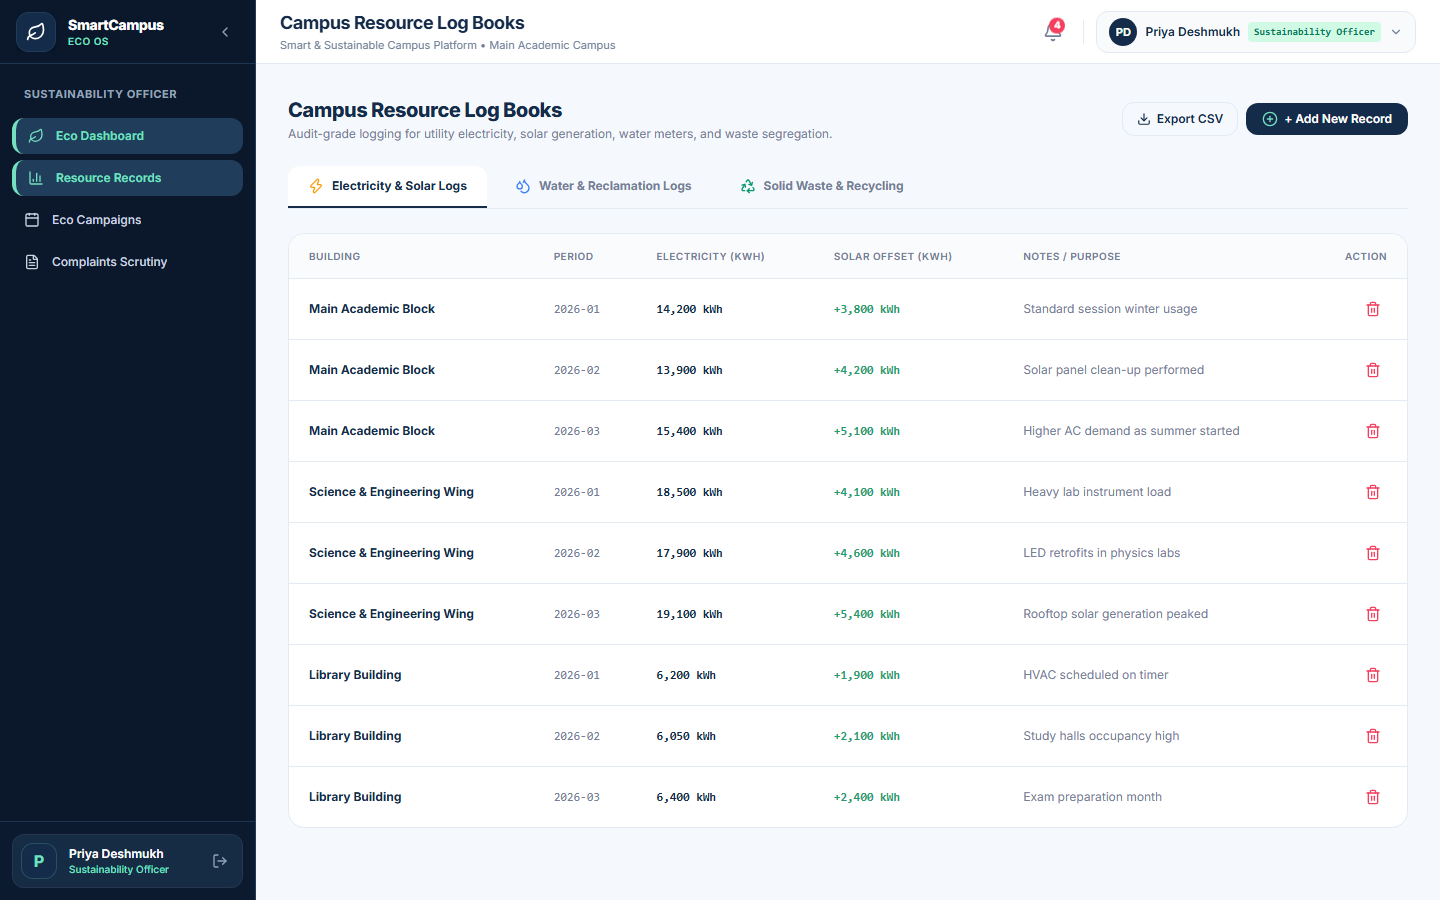 SmartCampus
ECO OS
SUSTAINABILITY OFFICER
Eco Dashboard
Resource Records
Eco Campaigns
Complaints Scrutiny
P
Priya Deshmukh
Sustainability Officer
Campus Resource Log Books
Smart & Sustainable Campus Platform • Main Academic Campus
4
PD Priya Deshmukh Sustainability Officer
Campus Resource Log Books
Audit-grade logging for utility electricity, solar generation, water meters, and waste segregation.
Export CSV
+ Add New Record
Electricity & Solar Logs Water & Reclamation Logs Solid Waste & Recycling
BUILDING PERIOD ELECTRICITY (KWH) SOLAR OFFSET (KWH) NOTES / PURPOSE ACTION
Main Academic Block 2026-01 14,200 kWh +3,800 kWh Standard session winter usage
Main Academic Block 2026-02 13,900 kWh +4,200 kWh Solar panel clean-up performed
Main Academic Block 2026-03 15,400 kWh +5,100 kWh Higher AC demand as summer started
Science & Engineering Wing 2026-01 18,500 kWh +4,100 kWh Heavy lab instrument load
Science & Engineering Wing 2026-02 17,900 kWh +4,600 kWh LED retrofits in physics labs
Science & Engineering Wing 2026-03 19,100 kWh +5,400 kWh Rooftop solar generation peaked
Library Building 2026-01 6,200 kWh +1,900 kWh HVAC scheduled on timer
Library Building 2026-02 6,050 kWh +2,100 kWh Study halls occupancy high
Library Building 2026-03 6,400 kWh +2,400 kWh Exam preparation month